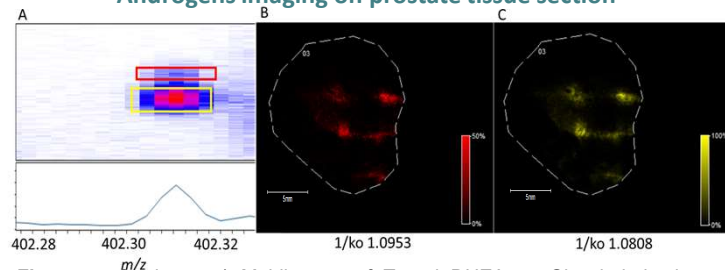 Androgens imaging on prostate tissue section
A
B
C
03
03
50%
100%
5mm
5mm
0%
0%
402.28 402.30 402.32
m/z
1/ko 1.0953
1/ko 1.0808